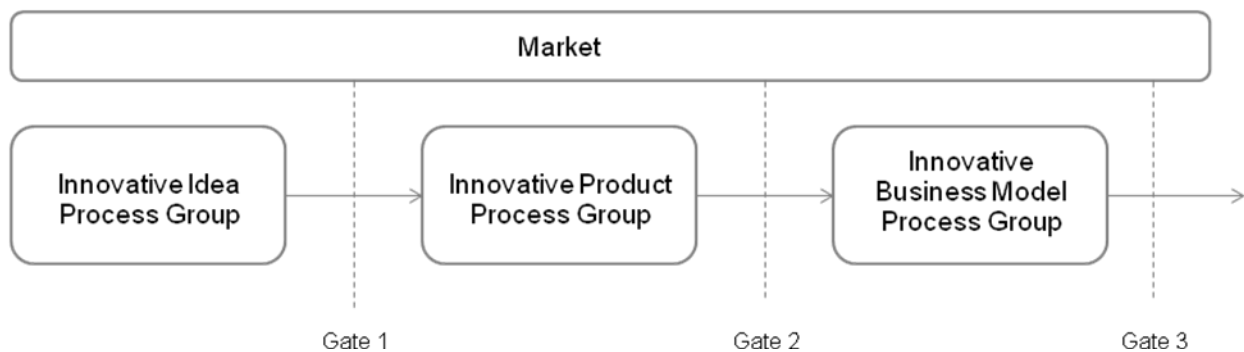 Market
Innovative Idea
Process Group
Innovative Product
Process Group
Innovative
Business Model
Process Group
Gate 1
Gate 2
Gate 3